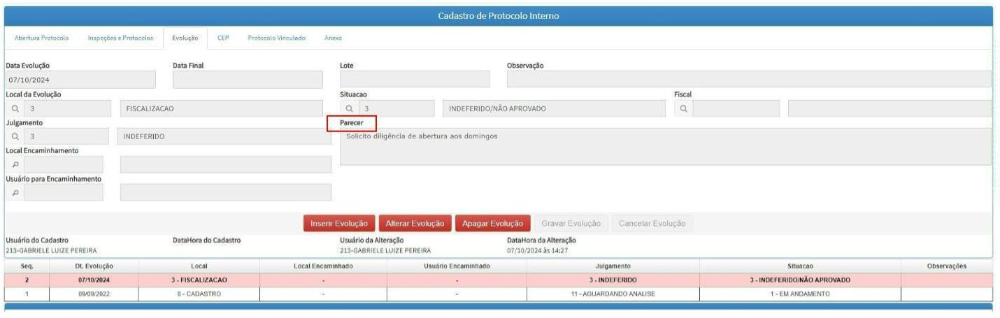 Cadastro de Protocolo Interno
Abertura Protocolo Inspeções e Protocolos Evolução CEP Protocolo Vinculado Anexo
Data Evolução Data Final Lote Observação
07/10/2024
Local da Evolução Situacao Fiscal
3 FISCALIZACAO 3 INDEFERIDO/NÃO APROVADO
Julgamento Parecer
3 INDEFERIDO Solicito diligência de abertura aos domingos
Local Encaminhamento
Usuário para Encaminhamento
Inserir Evolução Alterar Evolução Apagar Evolução Gravar Evolução Cancelar Evolução
Usuário do Cadastro DataHora do Cadastro Usuário da Alteração DataHora da Alteração
213-GABRIELE LUIZE PEREIRA 213-GABRIELE LUIZE PEREIRA 07/10/2024 às 14:27
Seq. Dt. Evolução Local Local Encaminhado Usuário Encaminhado Julgamento Situacao Observações
2 07/10/2024 3 - FISCALIZACAO - - 3 - INDEFERIDO 3 - INDEFERIDO/NÃO APROVADO
1 09/09/2022 8 - CADASTRO - - 11 - AGUARDANDO ANALISE 1 - EM ANDAMENTO